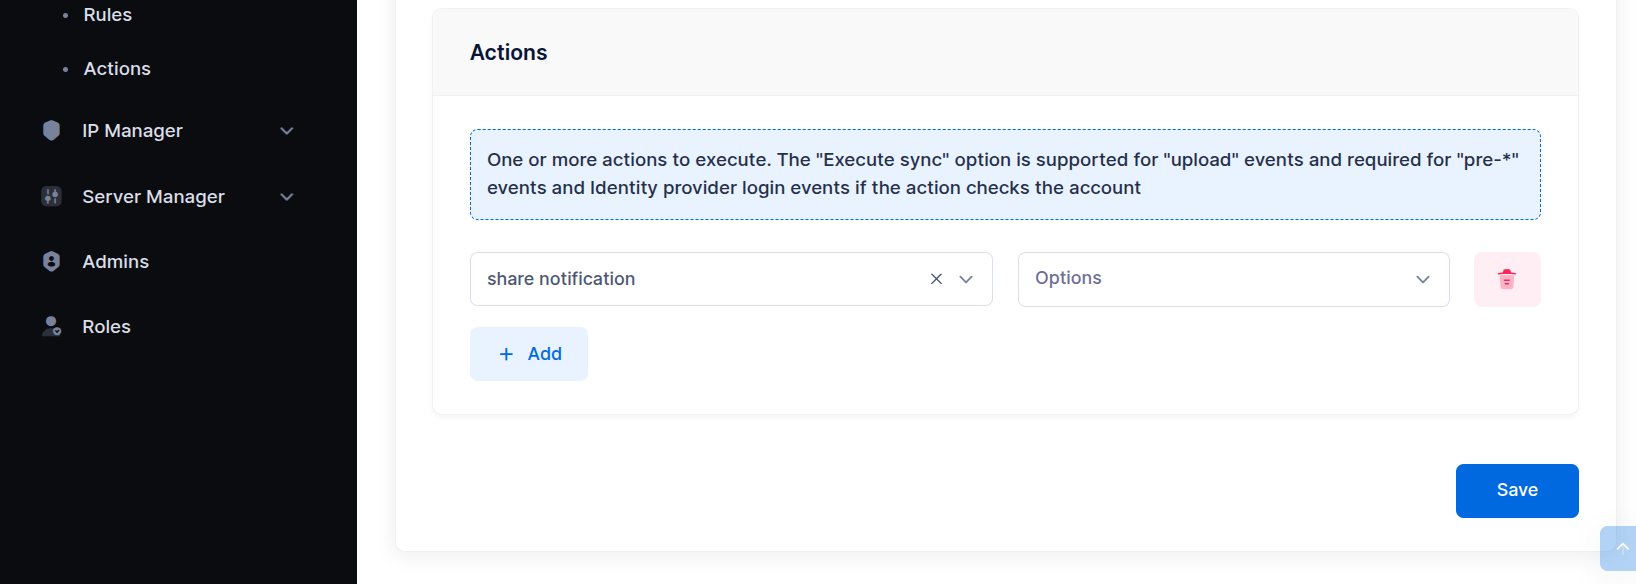 Rules
Actions
IP Manager
Server Manager
Admins
Roles
Actions
One or more actions to execute. The "Execute sync" option is supported for "upload" events and required for "pre-*"
events and Identity provider login events if the action checks the account
share notification
Options
Add
Save